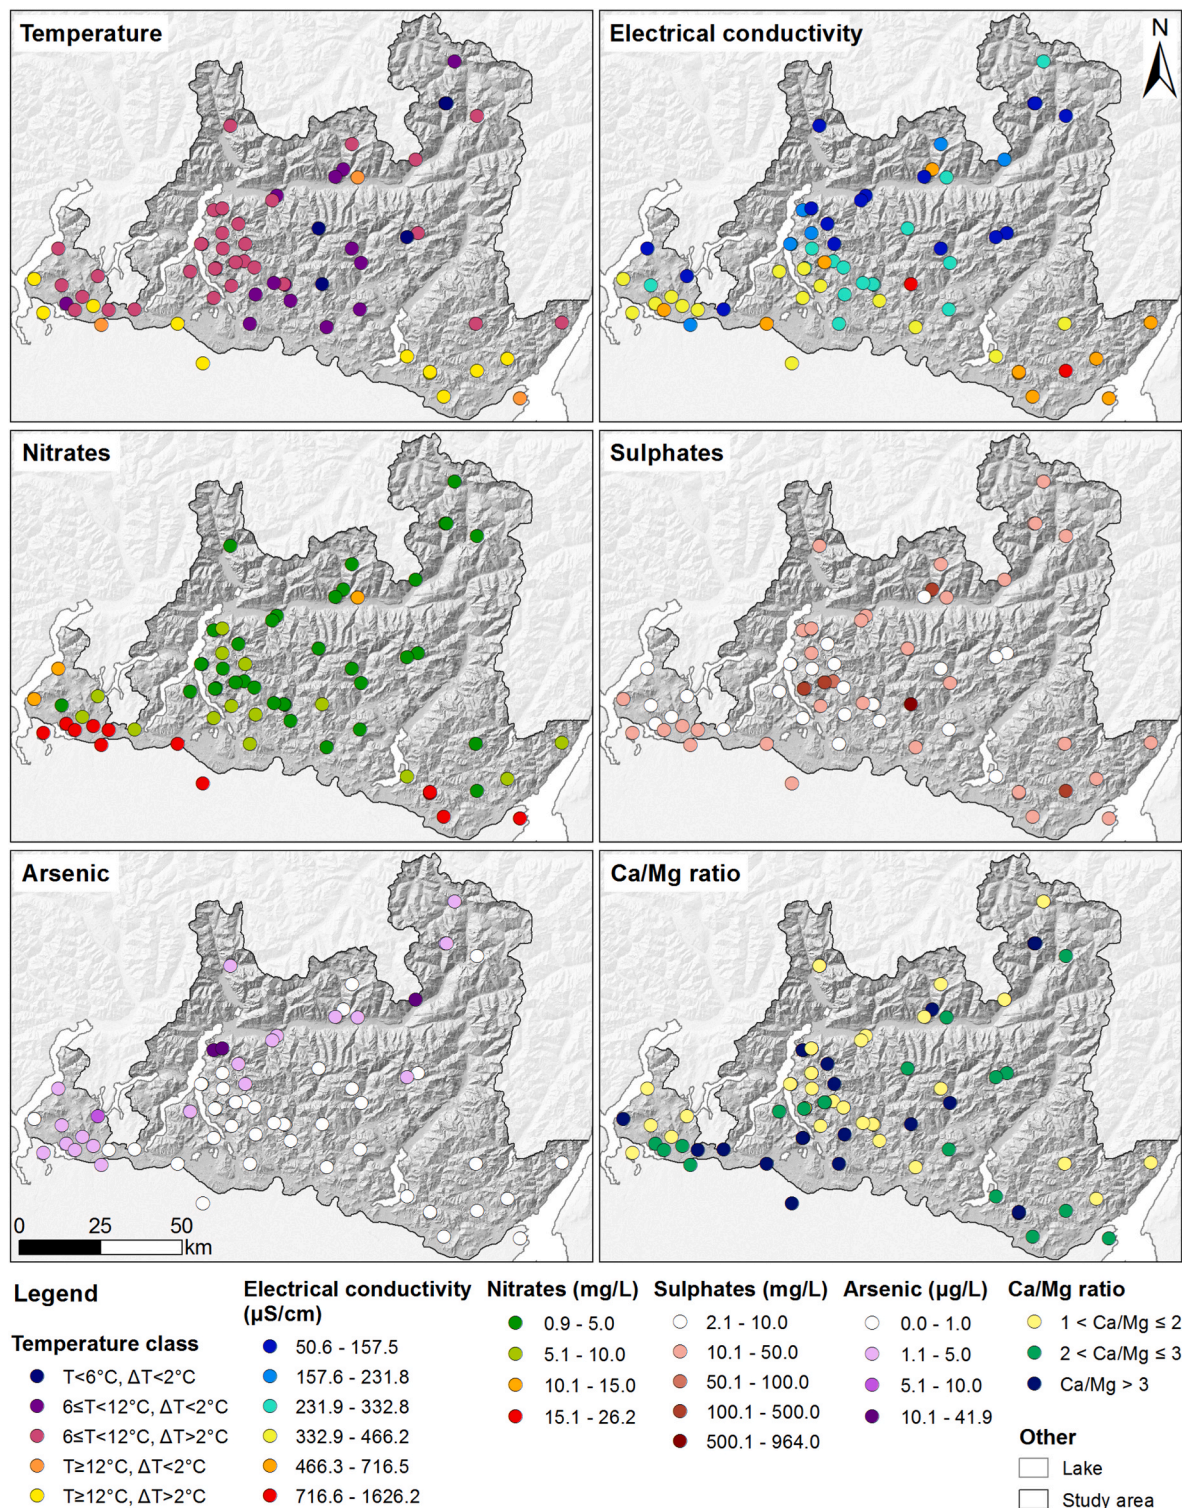 Temperature
Electrical conductivity
N
Nitrates
Sulphates
Arsenic
Ca/Mg ratio
0 25 50
km
Legend
Temperature class
T<6°C, ΔT<2°C
6≤T<12°C, ΔT<2°C
6≤T<12°C, ΔT>2°C
T≥12°C, ΔT<2°C
T≥12°C, ΔT>2°C
Electrical conductivity
(µS/cm)
50.6 - 157.5
157.6 - 231.8
231.9 - 332.8
332.9 - 466.2
466.3 - 716.5
716.6 - 1626.2
Nitrates (mg/L)
0.9 - 5.0
5.1 - 10.0
10.1 - 15.0
15.1 - 26.2
Sulphates (mg/L)
2.1 - 10.0
10.1 - 50.0
50.1 - 100.0
100.1 - 500.0
500.1 - 964.0
Arsenic (µg/L)
0.0 - 1.0
1.1 - 5.0
5.1 - 10.0
10.1 - 41.9
Ca/Mg ratio
1 < Ca/Mg ≤ 2
2 < Ca/Mg ≤ 3
Ca/Mg > 3
Other
Lake
Study area